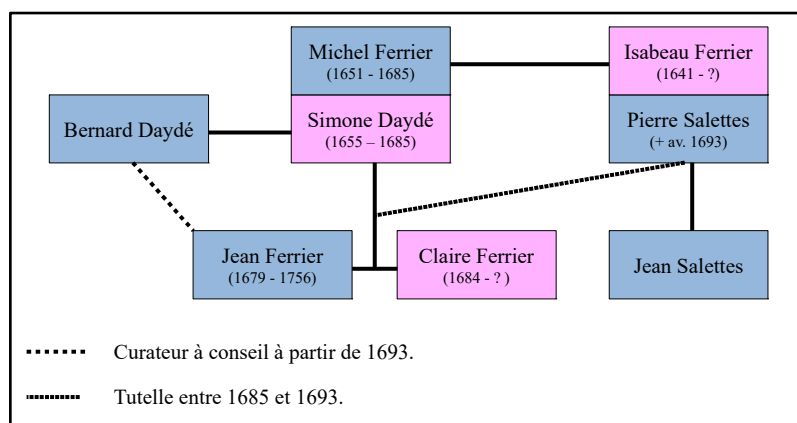 Michel Ferrier
(1651 - 1685)
Isabeau Ferrier
(1641 - ?)
Bernard Daydé
Simone Daydé
(1655 – 1685)
Pierre Salettes
(+ av. 1693)
Jean Ferrier
(1679 - 1756)
Claire Ferrier
(1684 - ? )
Jean Salettes
Curateur à conseil à partir de 1693.
Tutelle entre 1685 et 1693.